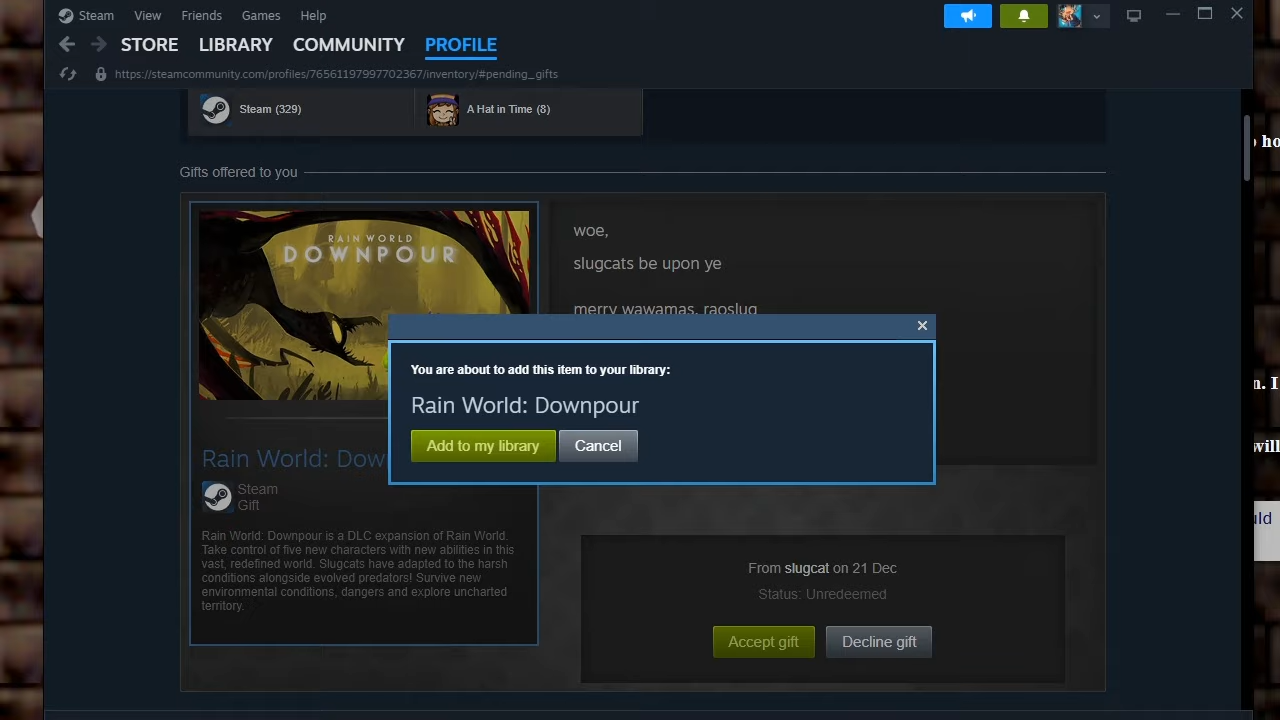 Steam View Friends Games Help
STORE LIBRARY COMMUNITY PROFILE
https://steamcommunity.com/profiles/76561197997702367/inventory/#pending_gifts
Steam (329)
A Hat in Time (8)
Gifts offered to you
RAIN WORLD
DOWNPOUR
woe,
slugcats be upon ye
merry wawamas, raoslug
You are about to add this item to your library:
Rain World: Downpour
Add to my library Cancel
Rain World: Dow
Steam
Gift
Rain World: Downpour is a DLC expansion of Rain World.
Take control of five new characters with new abilities in this
vast, redefined world. Slugcats have adapted to the harsh
conditions alongside evolved predators! Survive new
environmental conditions, dangers and explore uncharted
territory.
From slugcat on 21 Dec
Status: Unredeemed
Accept gift Decline gift
ho
n. I
will
uld